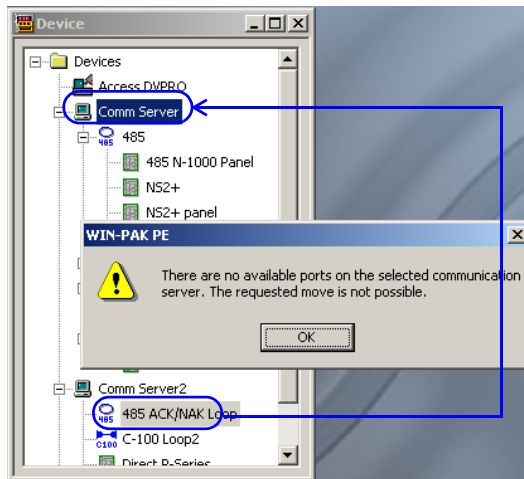 Device
Devices
Access DVPRO
Comm Server
485
485
485 N-1000 Panel
NS2+
NS2+ panel
WIN-PAK PE
There are no available ports on the selected communication
server. The requested move is not possible.
OK
Comm Server2
485
485 ACK/NAK Loop
C100
C-100 Loop2
Direct P-Series